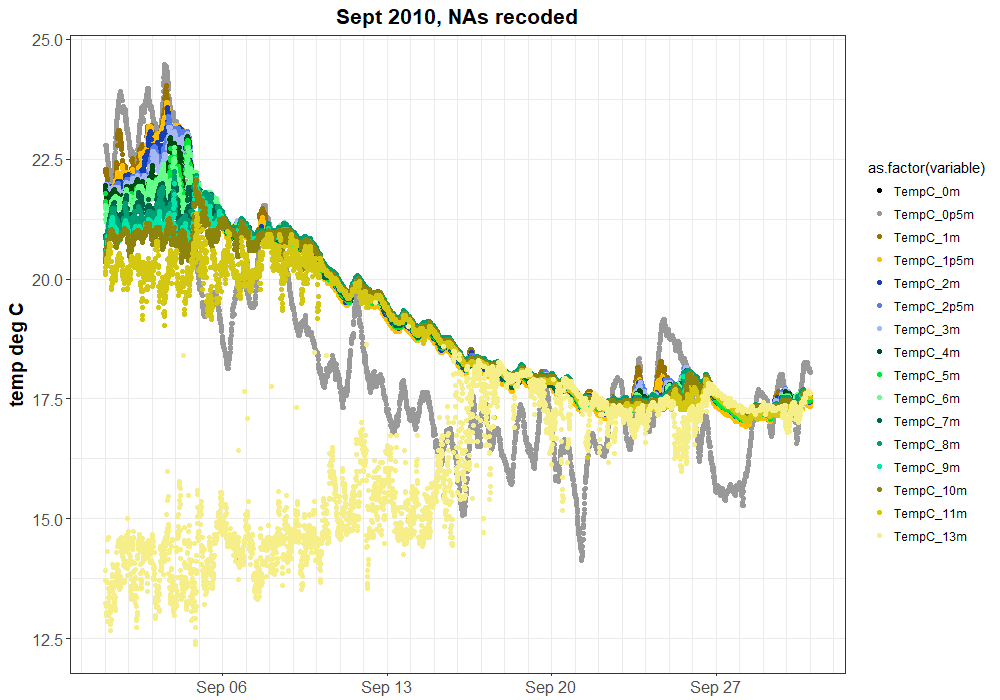 Sept 2010, NAs recoded
25.0
22.5
20.0
17.5
15.0
12.5
temp deg C
Sep 06
Sep 13
Sep 20
Sep 27
as.factor(variable)
TempC_0m
TempC_0p5m
TempC_1m
TempC_1p5m
TempC_2m
TempC_2p5m
TempC_3m
TempC_4m
TempC_5m
TempC_6m
TempC_7m
TempC_8m
TempC_9m
TempC_10m
TempC_11m
TempC_13m